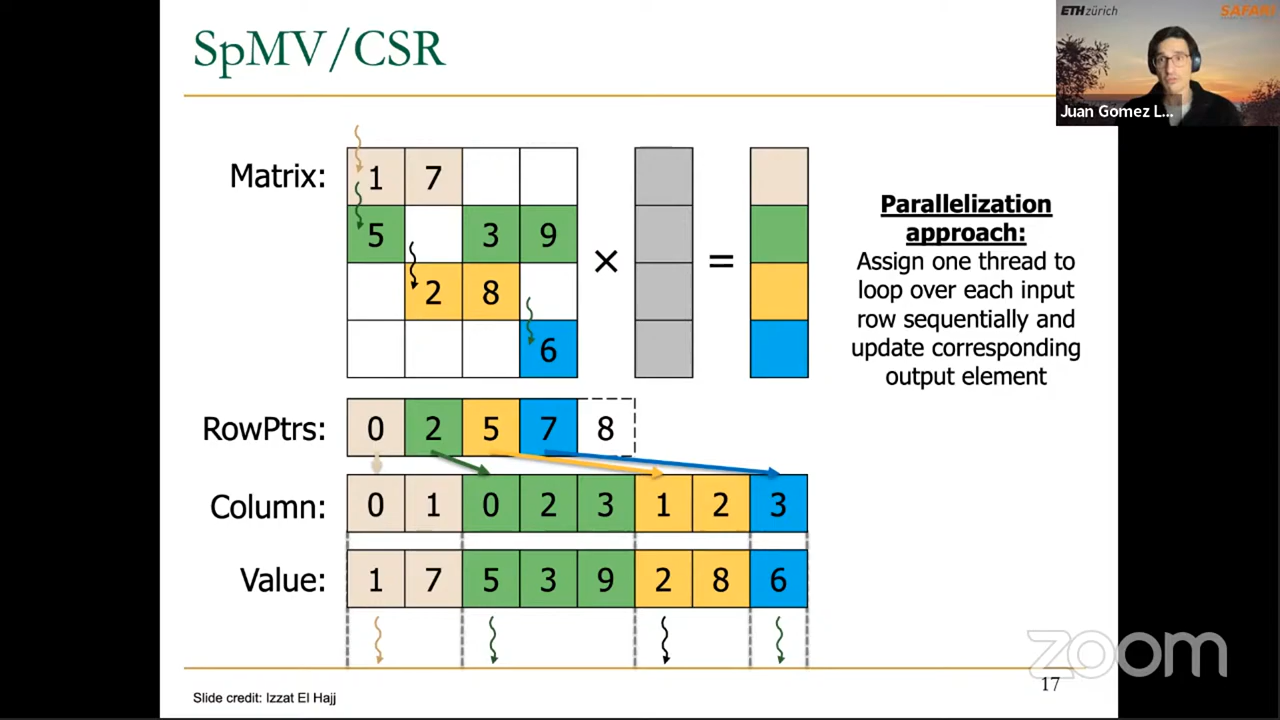 SpMV/CSR
ETH zürich
SAFARI
Juan Gomez L...
Matrix:
1 7
5 3 9
2 8
6
× =
Parallelization
approach:
Assign one thread to
loop over each input
row sequentially and
update corresponding
output element
RowPtrs: 0 2 5 7 8
Column: 0 1 0 2 3 1 2 3
Value: 1 7 5 3 9 2 8 6
zoom
17
Slide credit: Izzat El Hajj